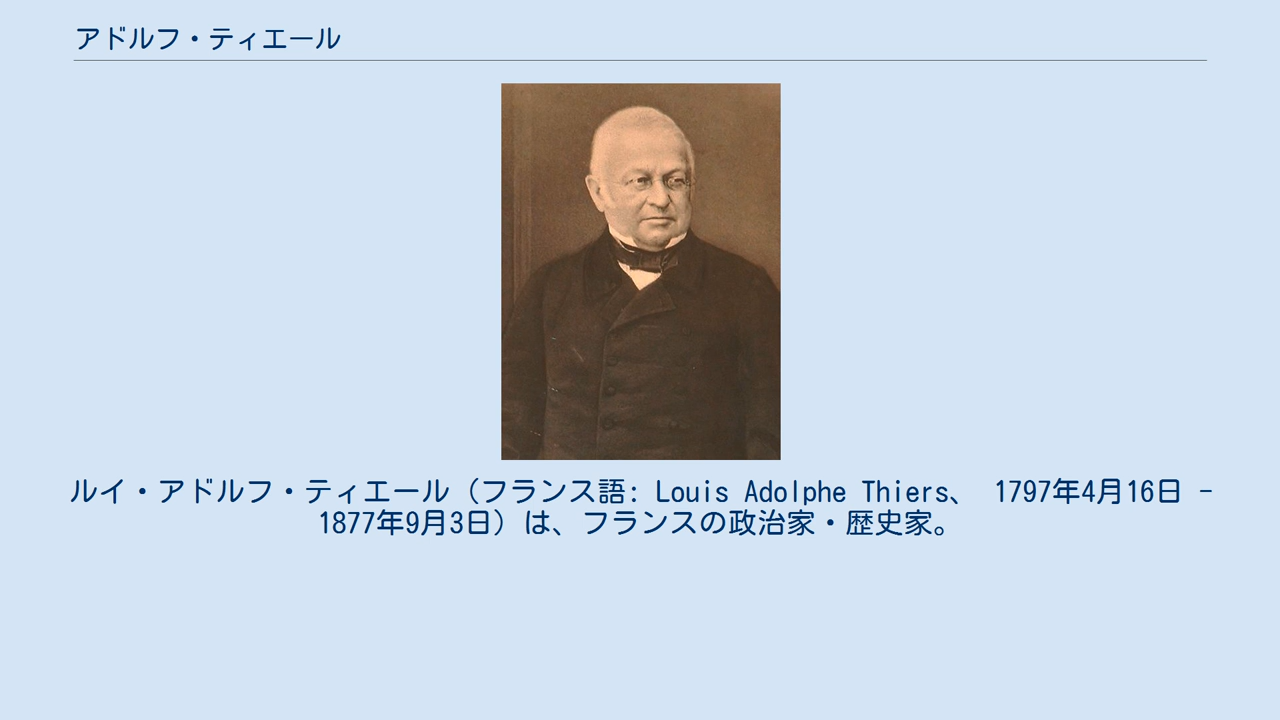 アドルフ・ティエール
ルイ・アドルフ・ティエール（フランス語: Louis Adolphe Thiers、 1797年4月16日 -
1877年9月3日）は、フランスの政治家・歴史家。